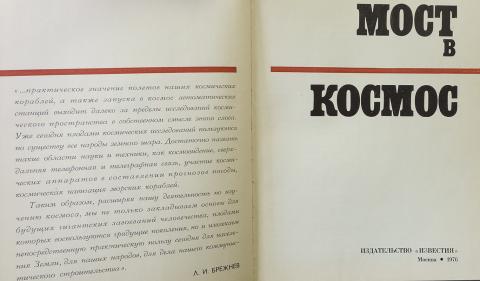 «...практическое значение полетов наших космических
кораблей, а также запуска в космос автоматических
станций выходит далеко за пределы исследований косми-
ческого пространства в собственном смысле этого слова.
Уже сегодня плодами космических исследований пользуются
по существу все народы земного шара. Достаточно назвать
такие области науки и техники, как космовидение, сверх-
дальняя телефонная и телеграфная связь, участие косми-
ческих аппаратов в составлении прогнозов погоды,
космическая навигация морских кораблей.
Таким образом, расширяя нашу деятельность по изу-
чению космоса, мы не только закладываем основы для
будущих гигантских завоеваний человечества, плодами
которых воспользуются грядущие поколения, но и извлекаем
непосредственную практическую пользу сегодня для населе-
ния Земли, для наших народов, для дела нашего коммунис-
тического строительства».
Л. И. БРЕЖНЕВ
МОСТ
В
КОСМОС
ИЗДАТЕЛЬСТВО «ИЗВЕСТИЯ»
Москва • 1976